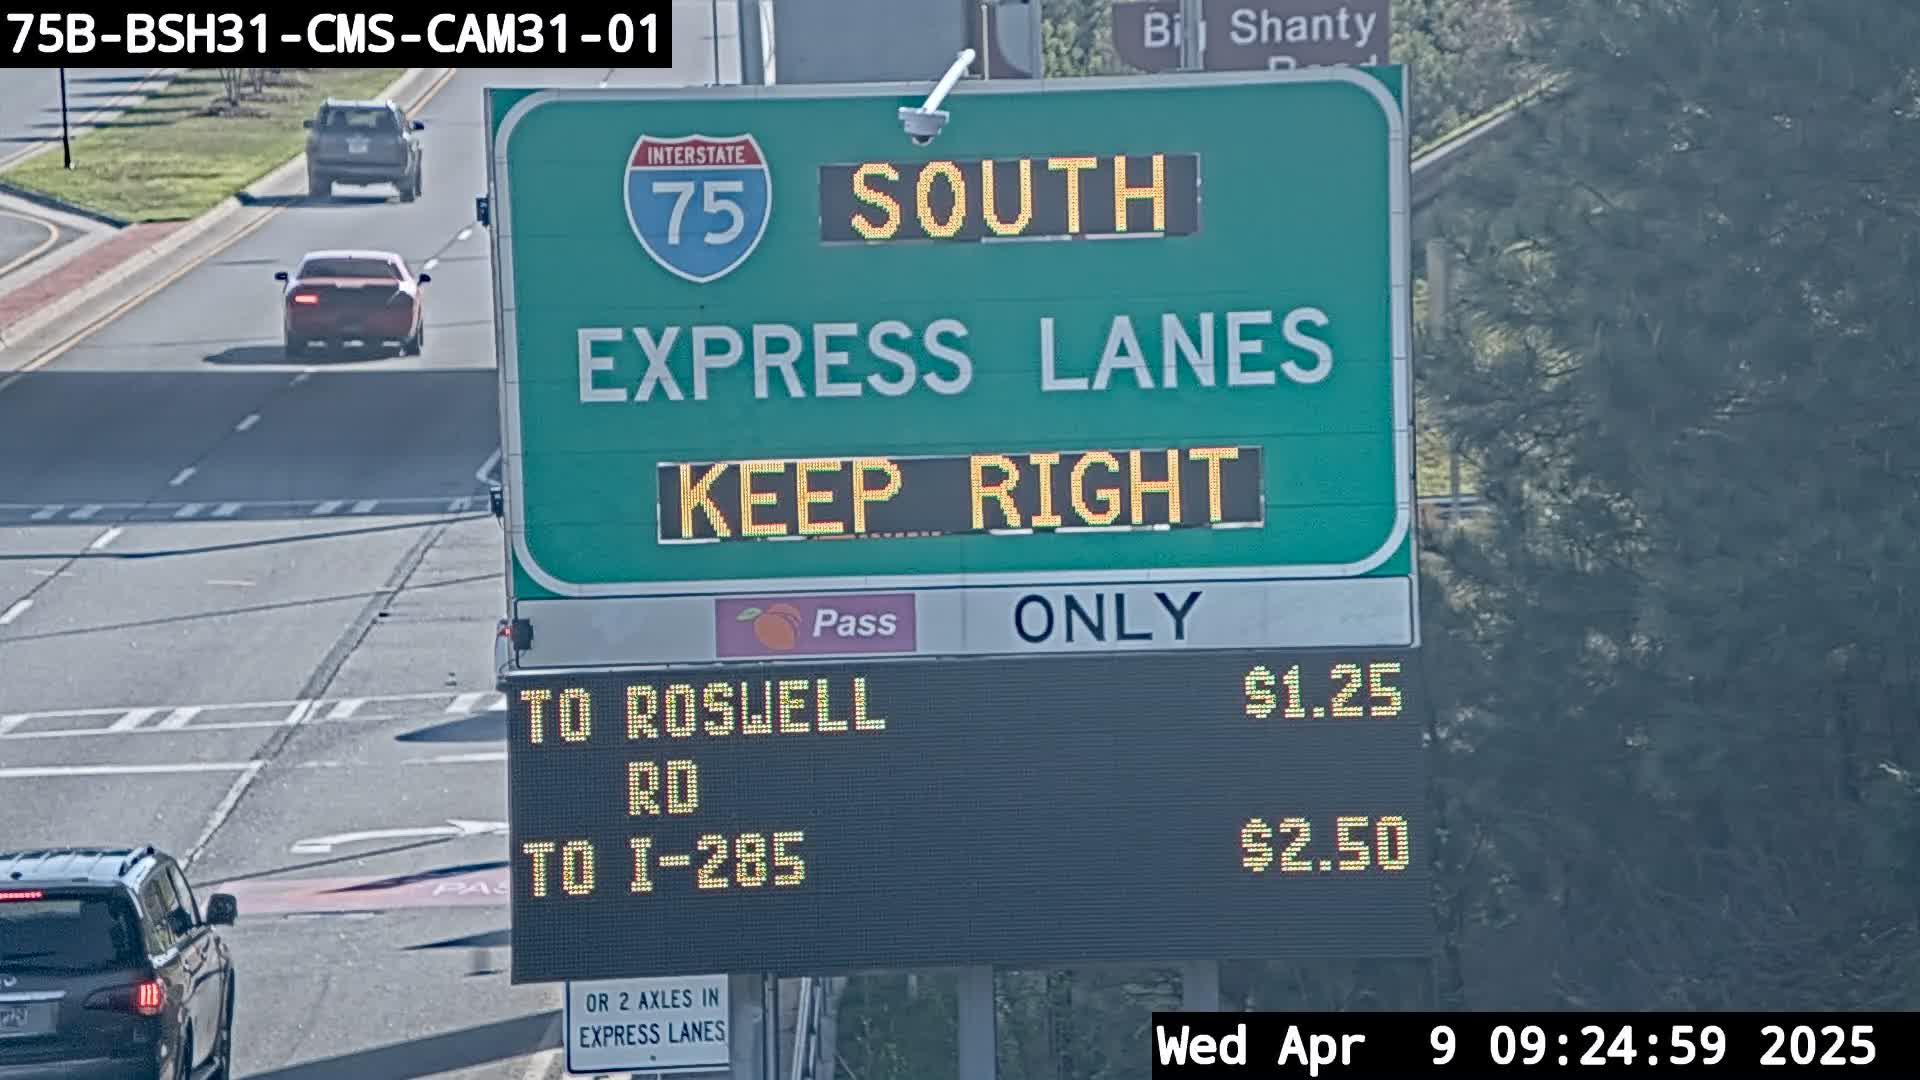 75B-BSH31-CMS-CAM31-01
Big Shanty
Road
INTERSTATE
75
SOUTH
EXPRESS LANES
KEEP RIGHT
Pass ONLY
TO ROSWELL $1.25
RD
TO I-285 $2.50
OR 2 AXLES IN
EXPRESS LANES
Wed Apr 9 09:24:59 2025